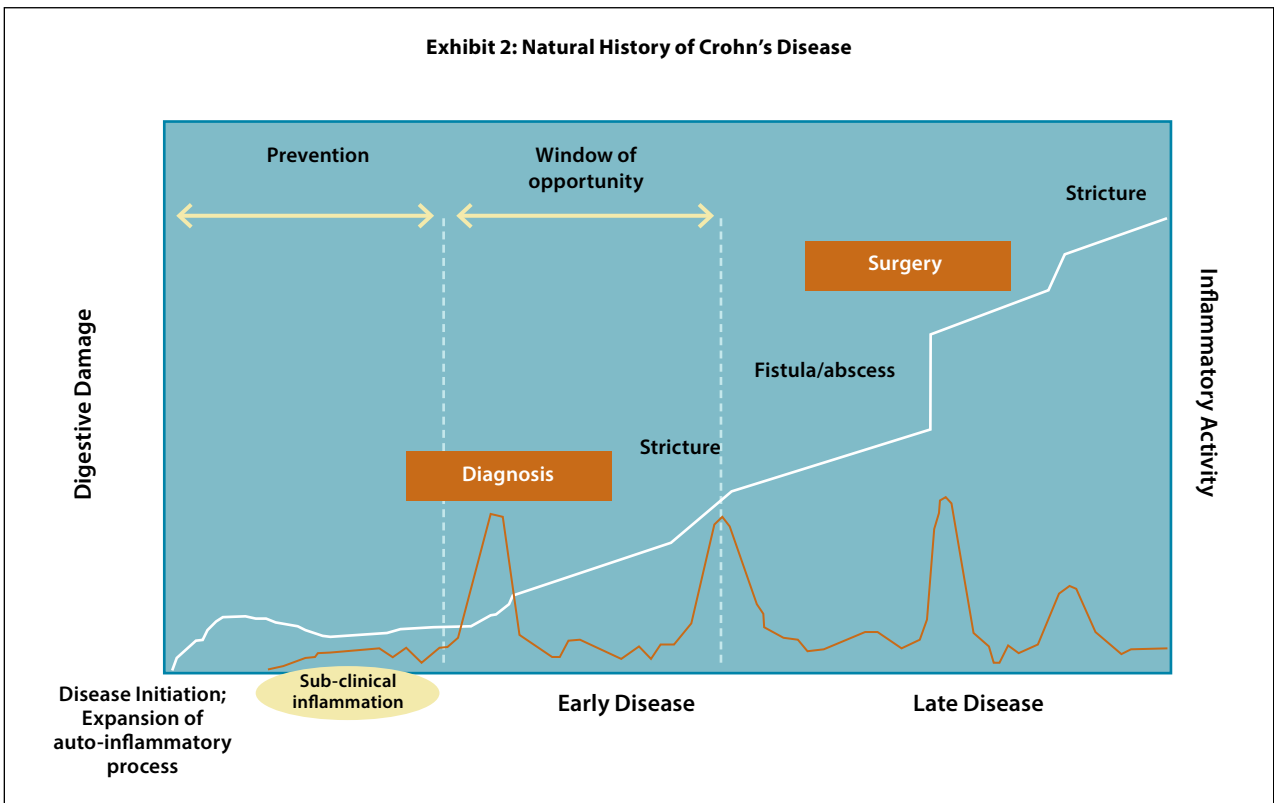 Exhibit 2: Natural History of Crohn’s Disease
Prevention
Window of
opportunity
Stricture
Surgery
Fistula/abscess
Stricture
Diagnosis
Digestive Damage
Inflammatory Activity
Disease Initiation;
Expansion of
auto-inflammatory
process
Sub-clinical
inflammation
Early Disease
Late Disease